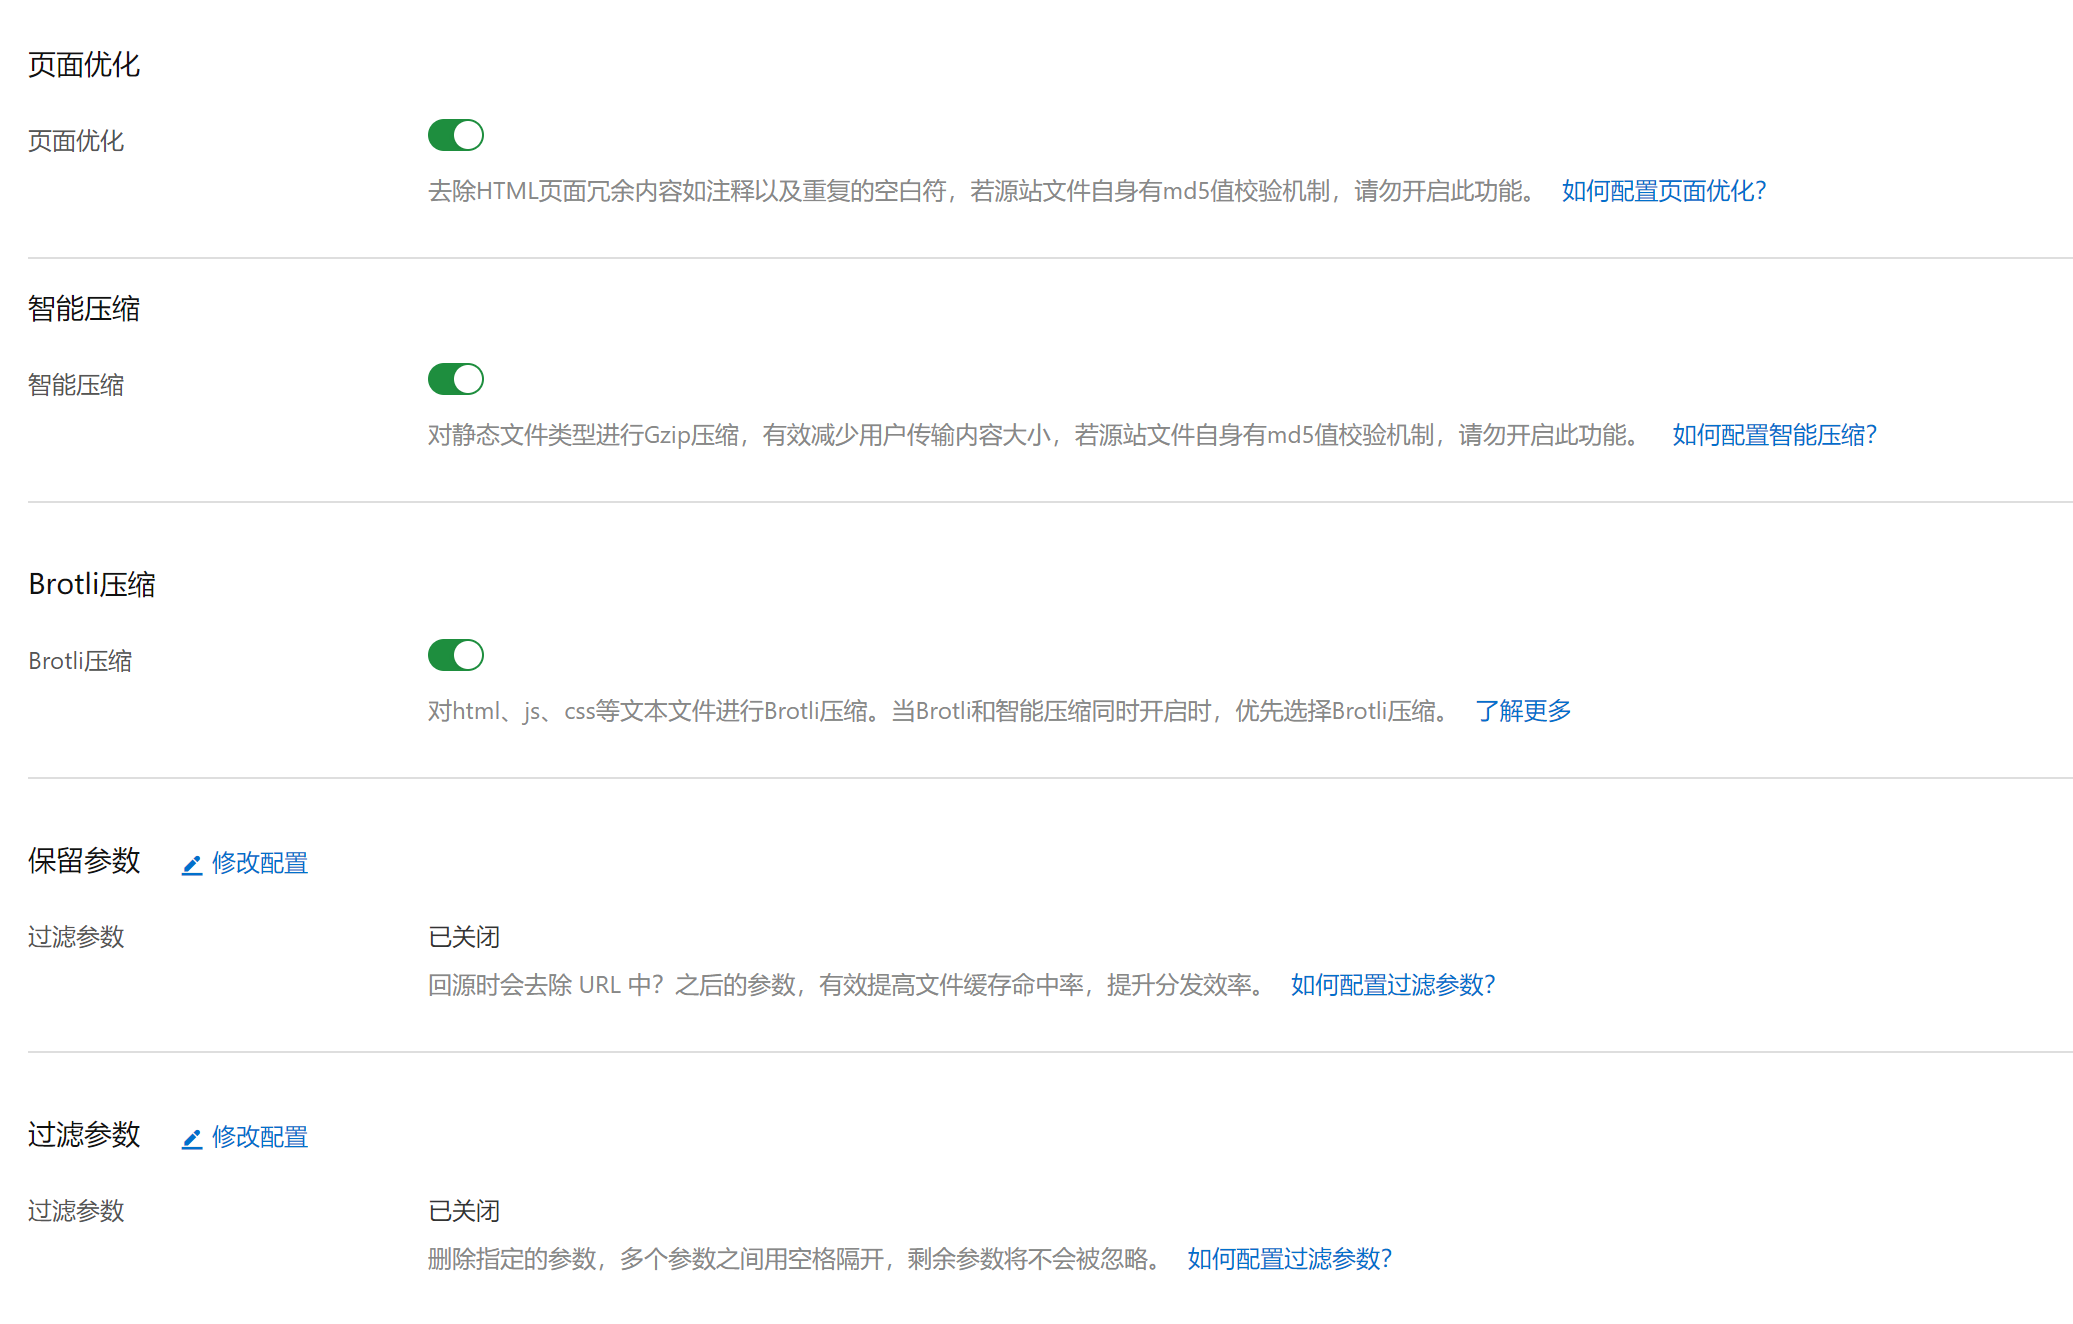 页面优化
页面优化
去除HTML页面冗余内容如注释以及重复的空白符，若源站文件自身有md5值校验机制，请勿开启此功能。 如何配置页面优化?
智能压缩
智能压缩
对静态文件类型进行Gzip压缩，有效减少用户传输内容大小，若源站文件自身有md5值校验机制，请勿开启此功能。 如何配置智能压缩?
Brotli压缩
Brotli压缩
对html、js、css等文本文件进行Brotli压缩。当Brotli和智能压缩同时开启时，优先选择Brotli压缩。 了解更多
保留参数 修改配置
过滤参数 已关闭
回源时会去除 URL 中？之后的参数，有效提高文件缓存命中率，提升分发效率。 如何配置过滤参数?
过滤参数 修改配置
过滤参数 已关闭
删除指定的参数，多个参数之间用空格隔开，剩余参数将不会被忽略。 如何配置过滤参数?